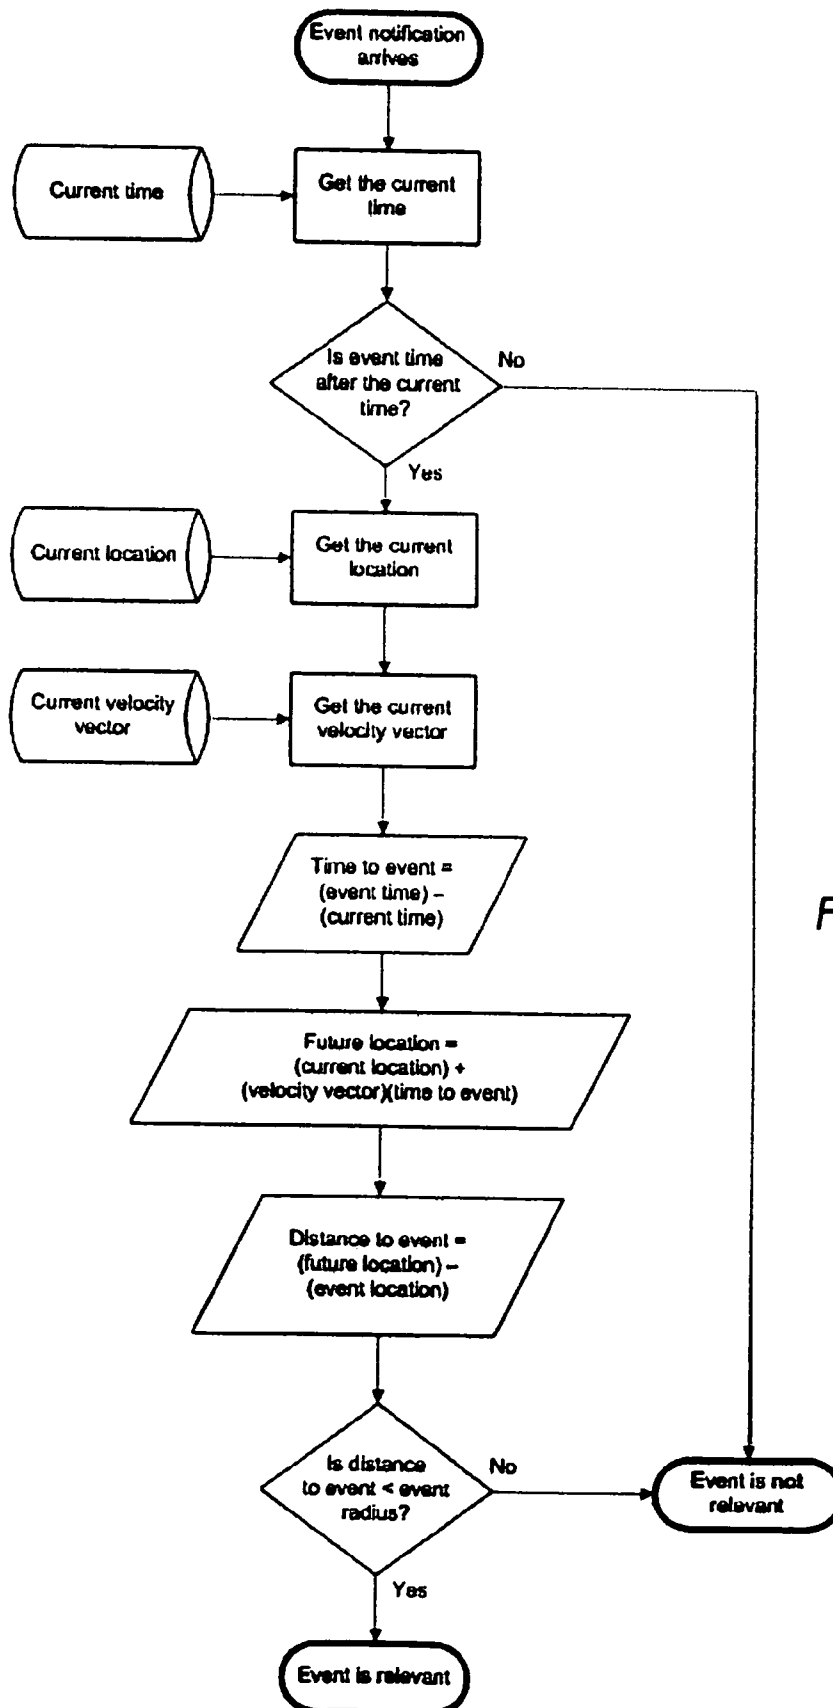 Event notification
arrives
Current time
Get the current
time
Is event time
after the current
time?
No
Yes
Current location
Get the current
location
Current velocity
vector
Get the current
velocity vector
Time to event =
(event time) –
(current time)
F
Future location =
(current location) +
(velocity vector)(time to event)
Distance to event =
(future location) –
(event location)
Is distance
to event < event
radius?
No
Event is not
relevant
Yes
Event is relevant